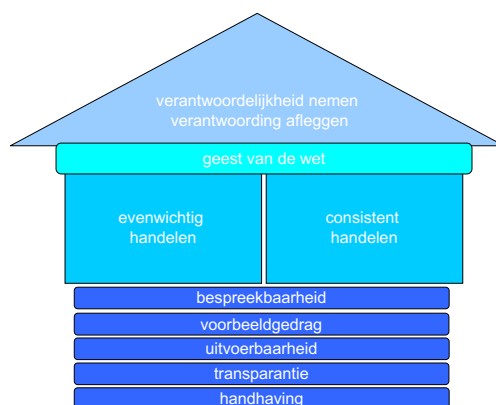 verantwoordelijkheid nemen
verantwoording afleggen
geest van de wet
evenwichtig
handelen
consistent
handelen
bespreekbaarheid
voorbeeldgedrag
uitvoerbaarheid
transparantie
handhaving